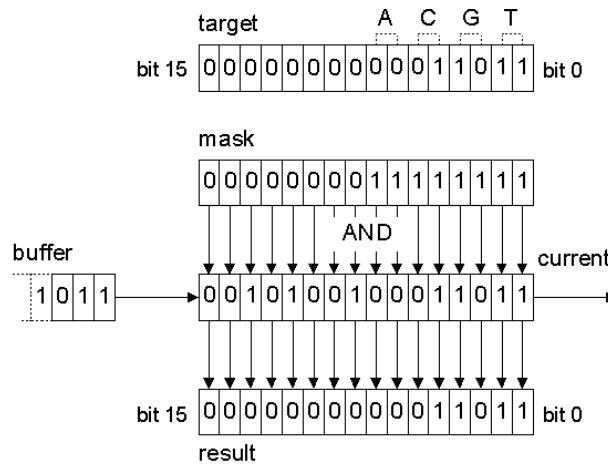 A C G T
target
bit 15 0 0 0 0 0 0 0 0 0 0 0 1 1 0 1 1 bit 0
mask
0 0 0 0 0 0 0 0 1 1 1 1 1 1 1 1
AND
buffer
current
1 0 1 1 0 0 1 0 1 0 0 1 0 0 0 1 1 0 1 1
bit 15 0 0 0 0 0 0 0 0 0 0 0 1 1 0 1 1 bit 0
result